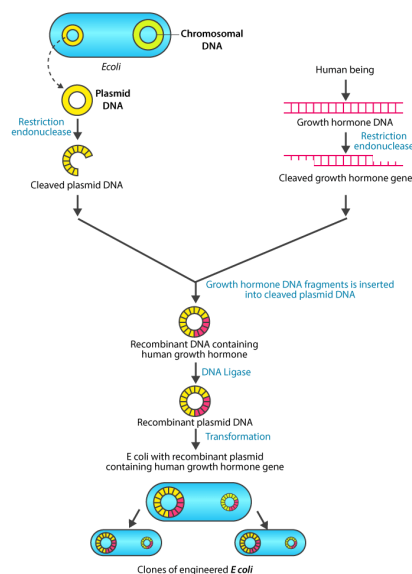 Chromosomal
DNA
Ecoli
Plasmid
DNA
Restriction
endonuclease
Cleaved plasmid DNA
Human being
Growth hormone DNA
Restriction
endonuclease
Cleaved growth hormone gene
Growth hormone DNA fragments is inserted
into cleaved plasmid DNA
Recombinant DNA containing
human growth hormone
DNA Ligase
Recombinant plasmid DNA
Transformation
E coli with recombinant plasmid
containing human growth hormone gene
Clones of engineered E coli